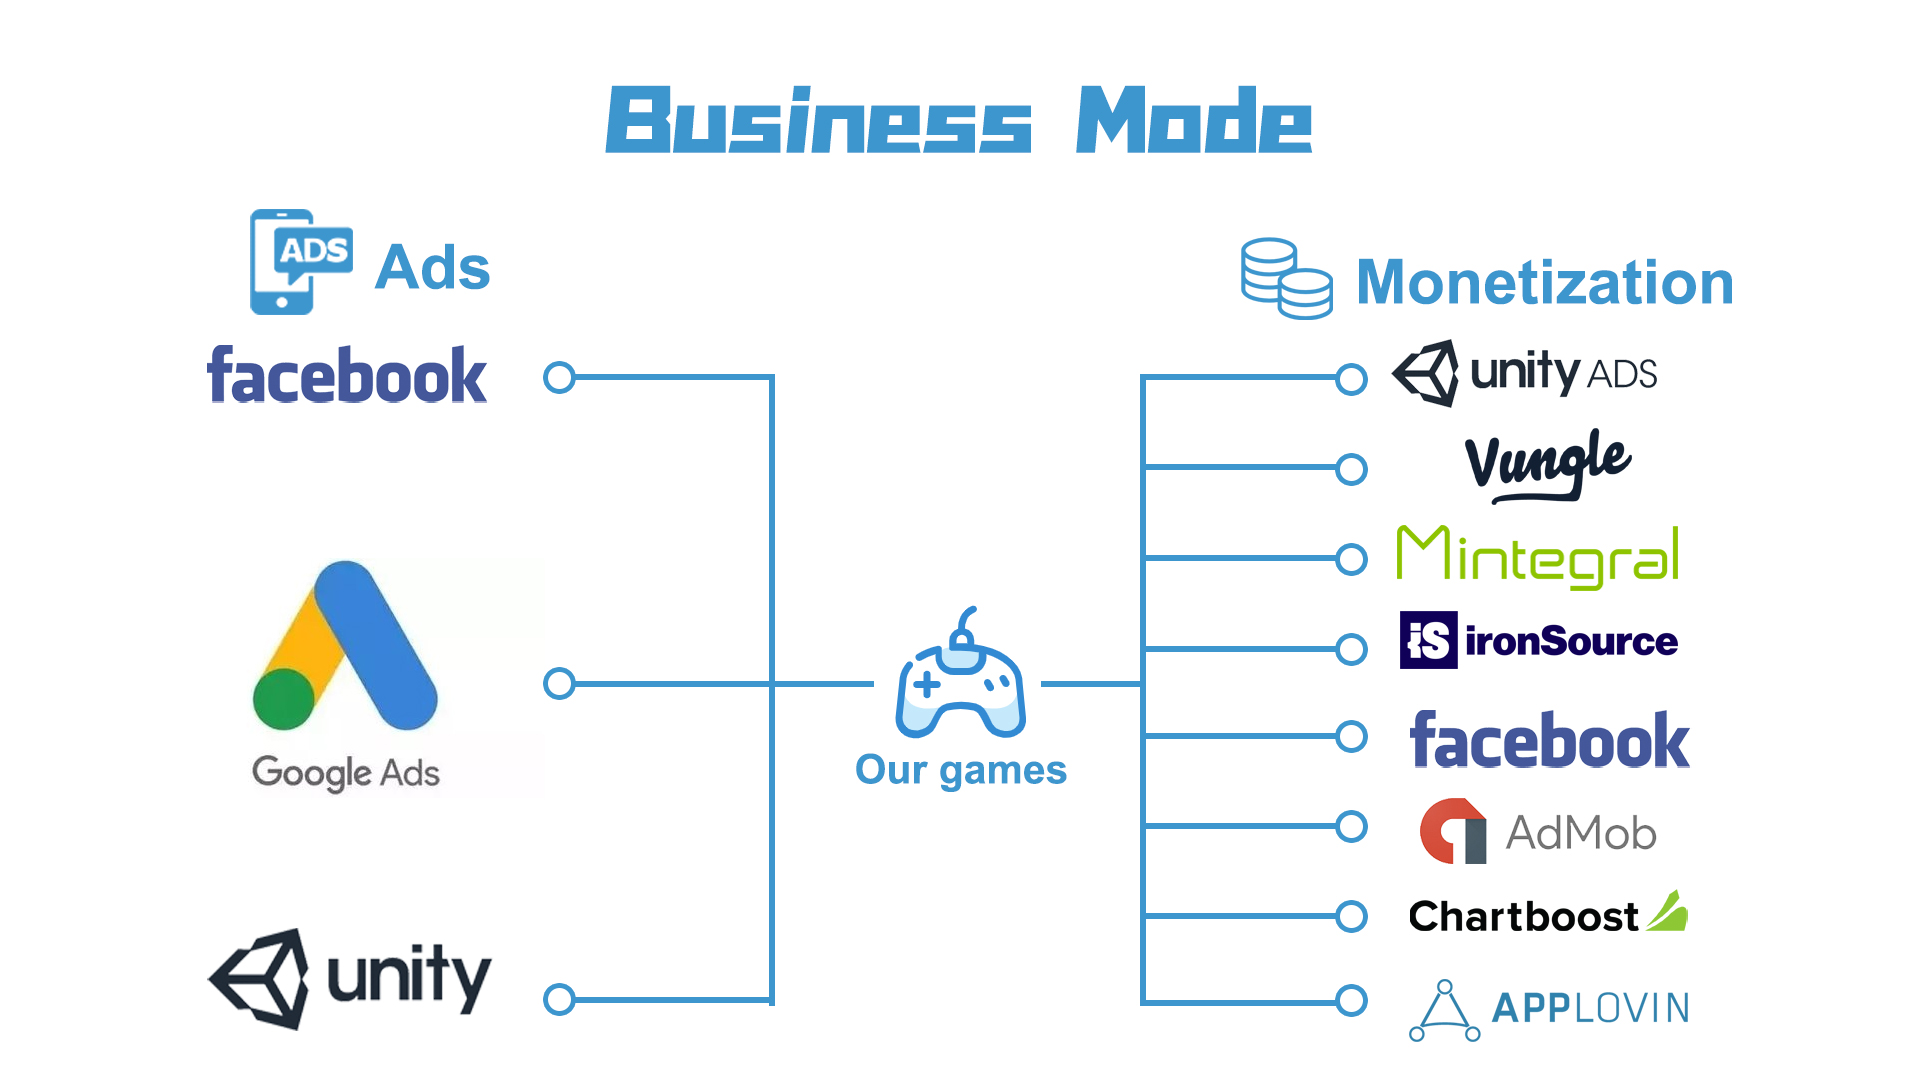 Business Mode
ADS
Ads
facebook
Google Ads
unity
Our games
Monetization
unity ADS
Vungle
Mintegral
iS ironSource
facebook
AdMob
Chartboost
APPLOVIN